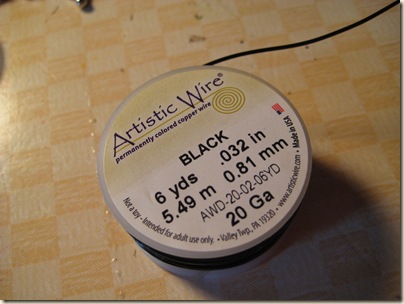 Artistic Wire®
permanently colored copper wire
BLACK
6 yds .032 in
5.49 m 0.81 mm
AWD-20-02-06YD
20 Ga
Not a toy - Intended for adult use only. • Valley Twp, PA 19320 • www.artisticwire.com • Made in USA